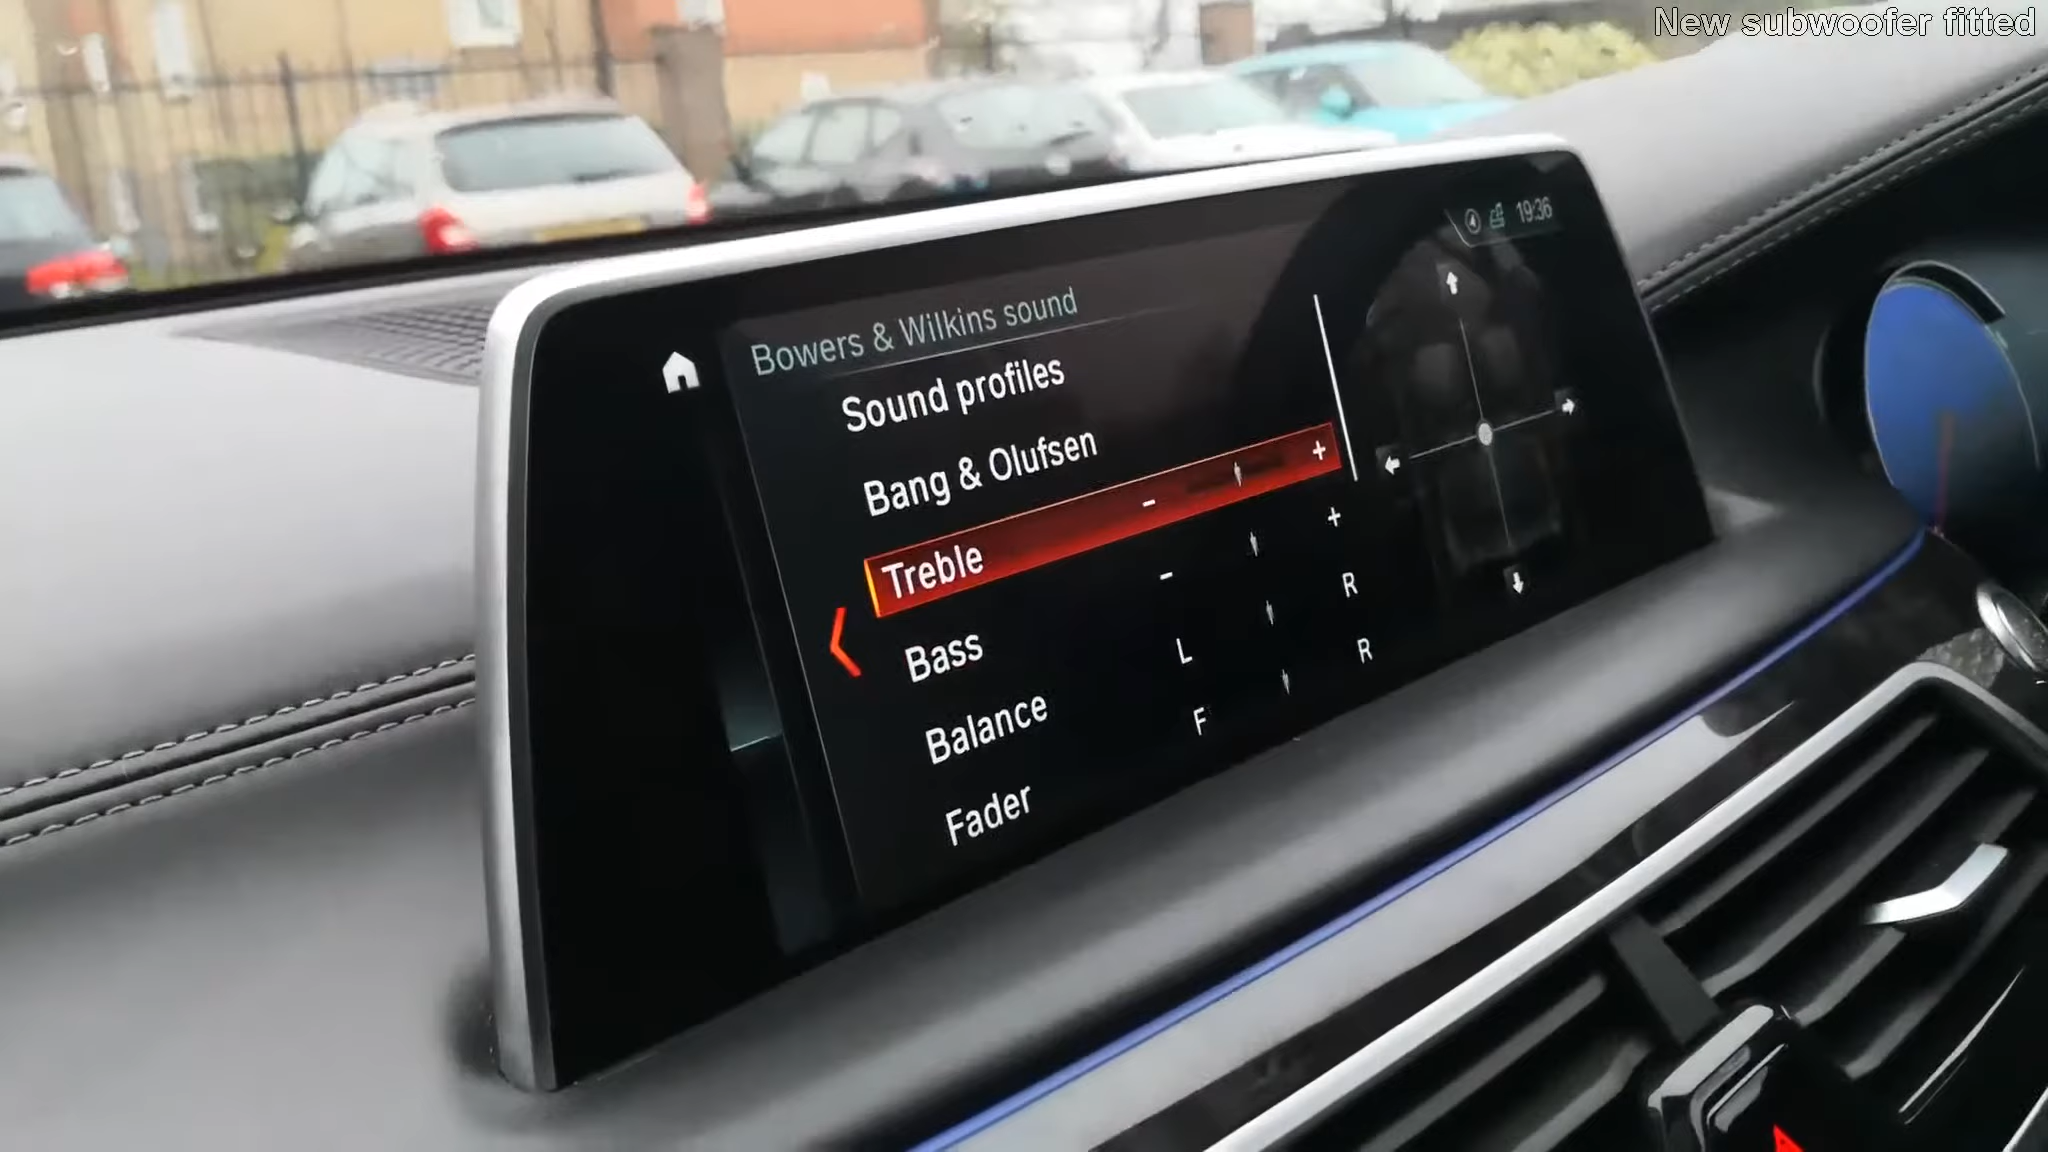 New subwoofer fitted
19:36
Bowers & Wilkins sound
Sound profiles
Bang & Olufsen
Treble - +
Bass - +
Balance L R
Fader F R